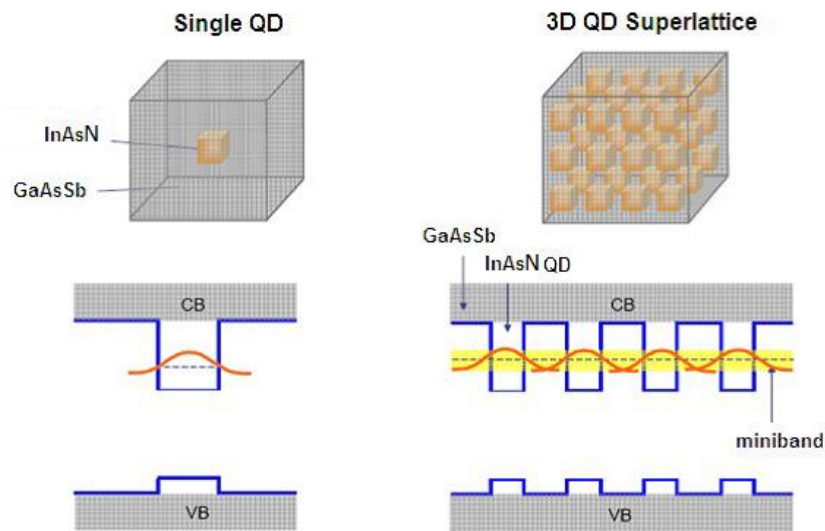 Single QD
3D QD Superlattice
InAsN
GaAsSb
GaAsSb
InAsN QD
CB
CB
miniband
VB
VB